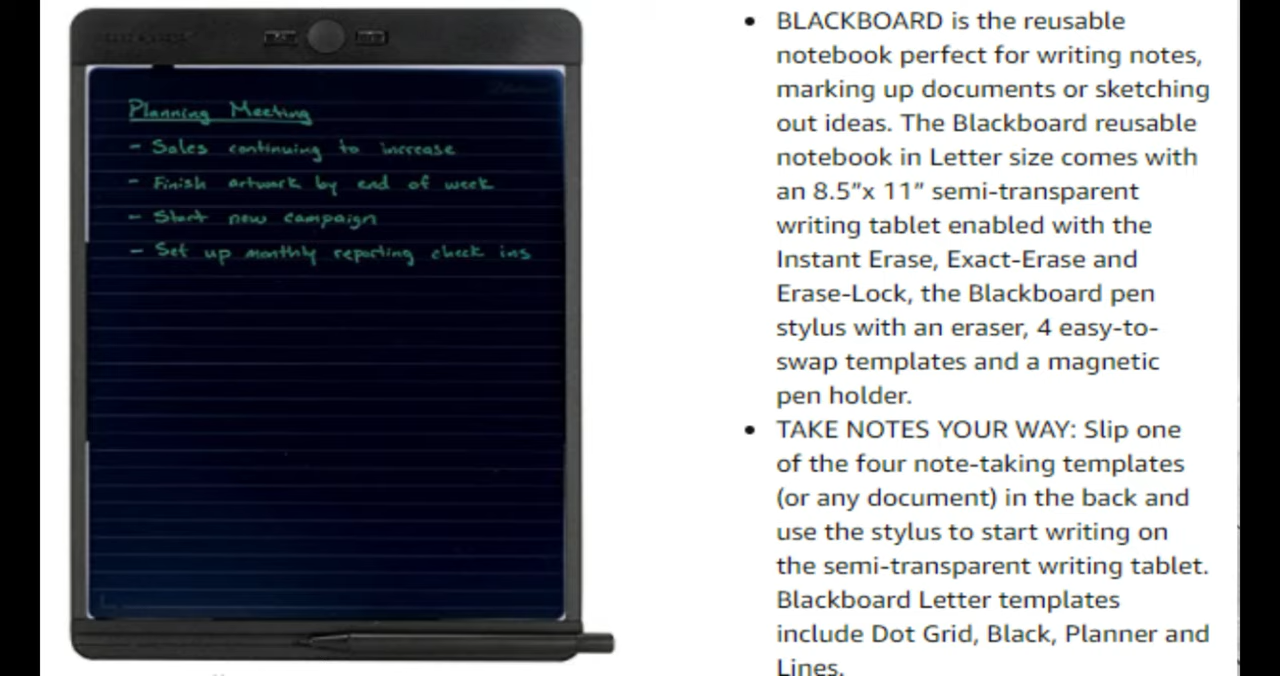 Planning Meeting
- Sales continuing to increase
- Finish artwork by end of week
- Start new campaign
- Set up monthly reporting check ins
• BLACKBOARD is the reusable
notebook perfect for writing notes,
marking up documents or sketching
out ideas. The Blackboard reusable
notebook in Letter size comes with
an 8.5”x 11” semi-transparent
writing tablet enabled with the
Instant Erase, Exact-Erase and
Erase-Lock, the Blackboard pen
stylus with an eraser, 4 easy-to-
swap templates and a magnetic
pen holder.
• TAKE NOTES YOUR WAY: Slip one
of the four note-taking templates
(or any document) in the back and
use the stylus to start writing on
the semi-transparent writing tablet.
Blackboard Letter templates
include Dot Grid, Black, Planner and
Lines.